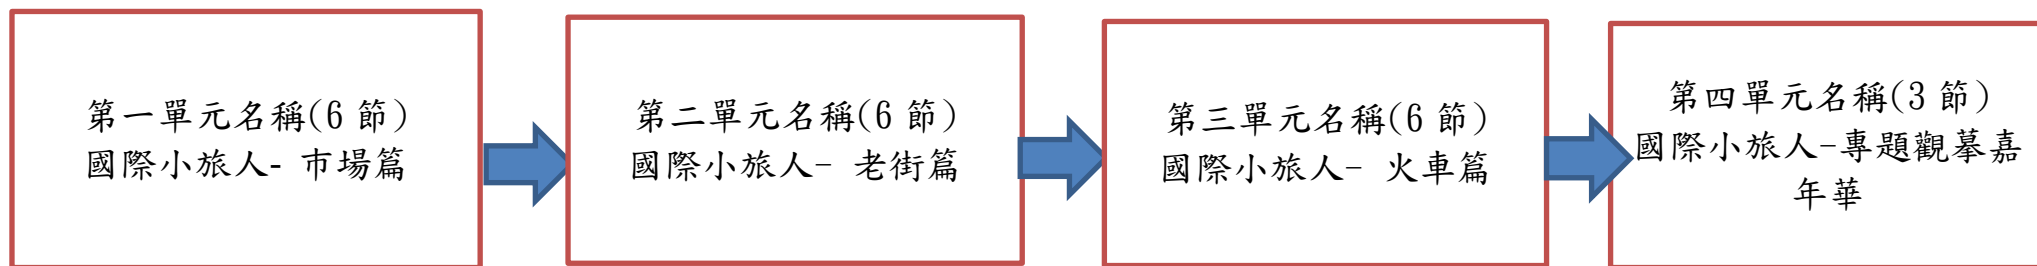 第一單元名稱(6 節)
國際小旅人- 市場篇
第二單元名稱(6 節)
國際小旅人- 老街篇
第三單元名稱(6 節)
國際小旅人- 火車篇
第四單元名稱(3 節)
國際小旅人-專題觀摹嘉
年華